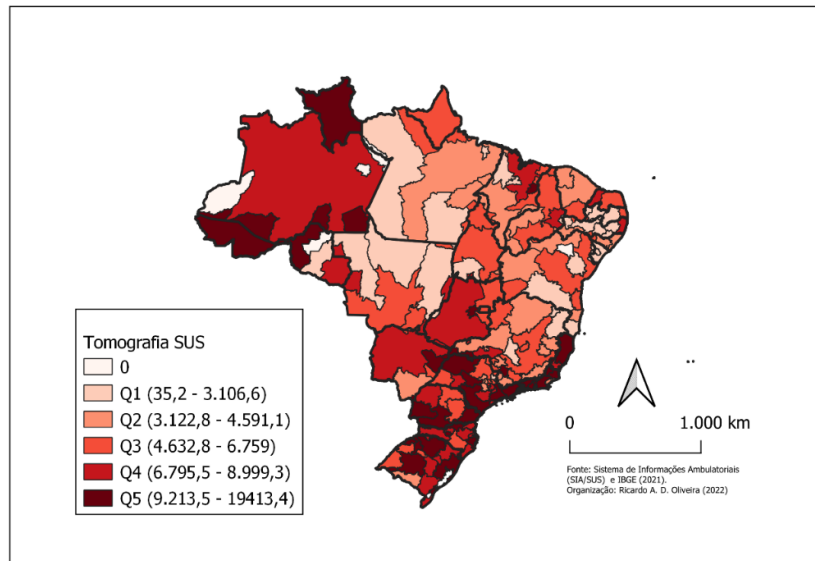 Tomografia SUS
0
Q1 (35,2 - 3.106,6)
Q2 (3.122,8 - 4.591,1)
Q3 (4.632,8 - 6.759)
Q4 (6.795,5 - 8.999,3)
Q5 (9.213,5 - 19413,4)
0 1.000 km
Fonte: Sistema de Informações Ambulatoriais
(SIA/SUS) e IBGE (2021).
Organização: Ricardo A. D. Oliveira (2022)